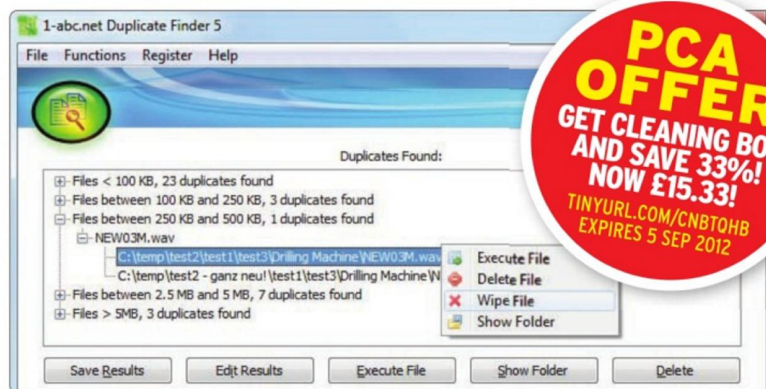 1-abc.net Duplicate Finder 5
File Functions Register Help
Duplicates Found:
Files < 100 KB, 23 duplicates found
Files between 100 KB and 250 KB, 3 duplicates found
Files between 250 KB and 500 KB, 1 duplicates found
NEW03M.wav
C:\temp\test2\test1\test3\Drilling Machine\NEW03M.wav
C:\temp\test2 - ganz neu!\test1\test3\Drilling Machine\N
Files between 2.5 MB and 5 MB, 7 duplicates found
Files > 5MB, 3 duplicates found
Execute File
Delete File
Wipe File
Show Folder
Save Results Edit Results Execute File Show Folder Delete
PCA
OFFER
GET CLEANING BO
AND SAVE 33%!
NOW £15.33!
TINYURL.COM/CNBTOHB
EXPIRES 5 SEP 2012